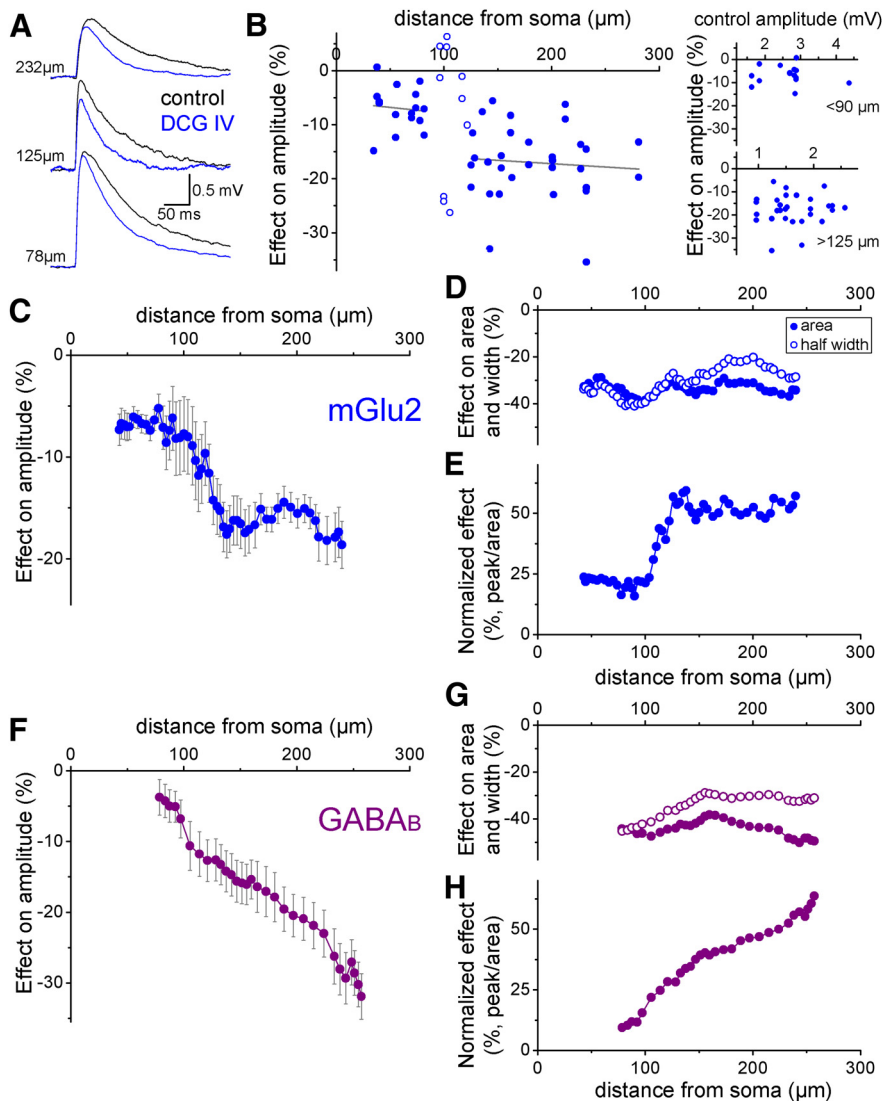 A
232µm
control
DCG IV
125µm
0.5 mV
50 ms
78µm
B
distance from soma (µm)
0 100 200 300
Effect on amplitude (%)
0
-10
-20
-30
control amplitude (mV)
2 3 4
0
-10
-20
-30
<90 µm
1 2
0
-10
-20
-30
>125 µm
C
distance from soma (µm)
0 100 200 300
Effect on amplitude (%)
0
-10
-20
mGlu2
D
0 100 200 300
Effect on area
and width (%)
0
-20
-40
area
half width
E
Normalized effect
(%, peak/area)
50
25
0
0 100 200 300
distance from soma (µm)
F
distance from soma (µm)
0 100 200 300
Effect on amplitude (%)
0
-10
-20
-30
GABAB
G
0 100 200 300
Effect on area
and width (%)
0
-20
-40
H
Normalized effect
(%, peak/area)
50
25
0
0 100 200 300
distance from soma (µm)